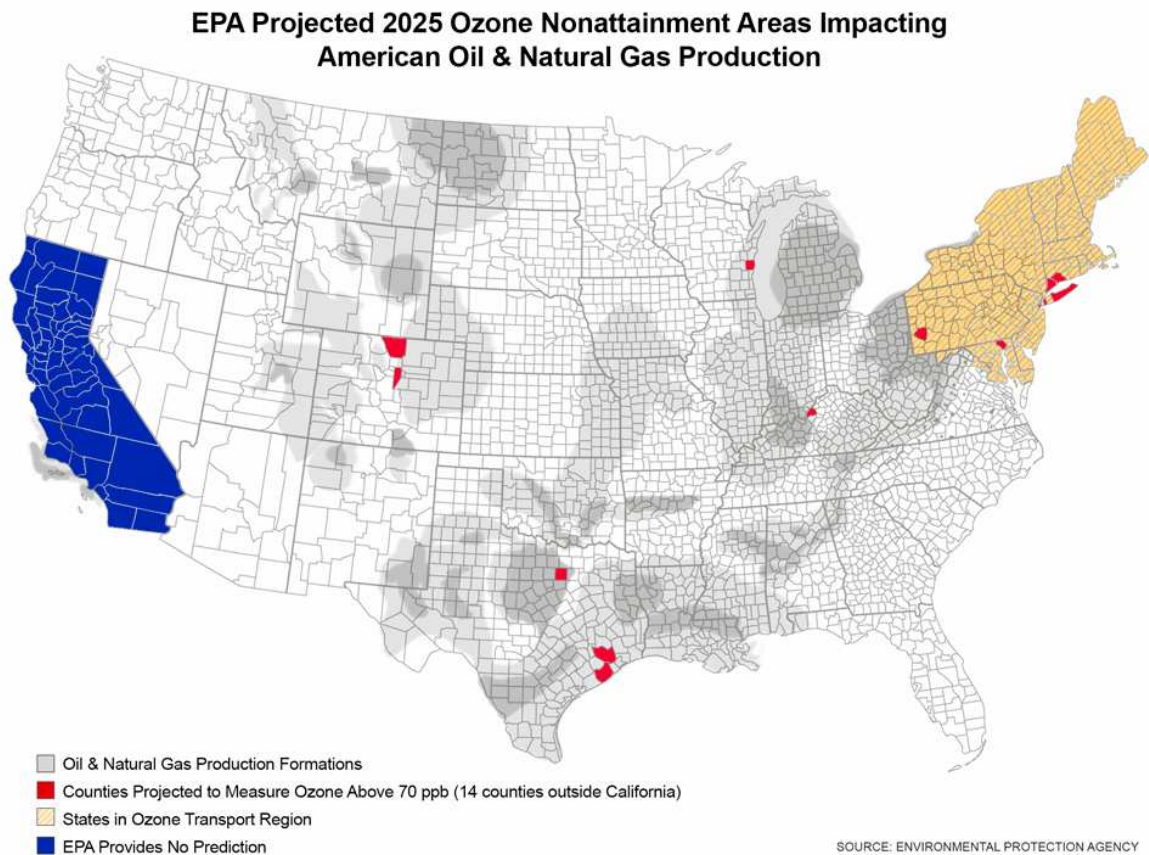 EPA Projected 2025 Ozone Nonattainment Areas Impacting
American Oil & Natural Gas Production
Oil & Natural Gas Production Formations
Counties Projected to Measure Ozone Above 70 ppb (14 counties outside California)
States in Ozone Transport Region
EPA Provides No Prediction
SOURCE: ENVIRONMENTAL PROTECTION AGENCY